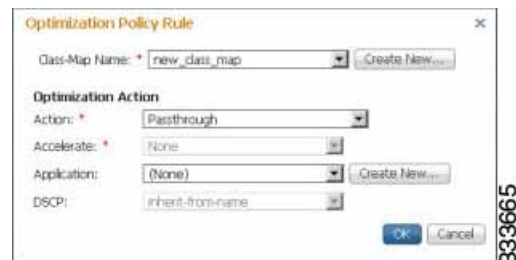 Optimization Policy Rule ×
Class-Map Name: * new_class_map Create New...
Optimization Action
Action: * Passthrough
Accelerate: * None
Application: (None) Create New...
DSCP: inherit-from-name
OK Cancel
333665